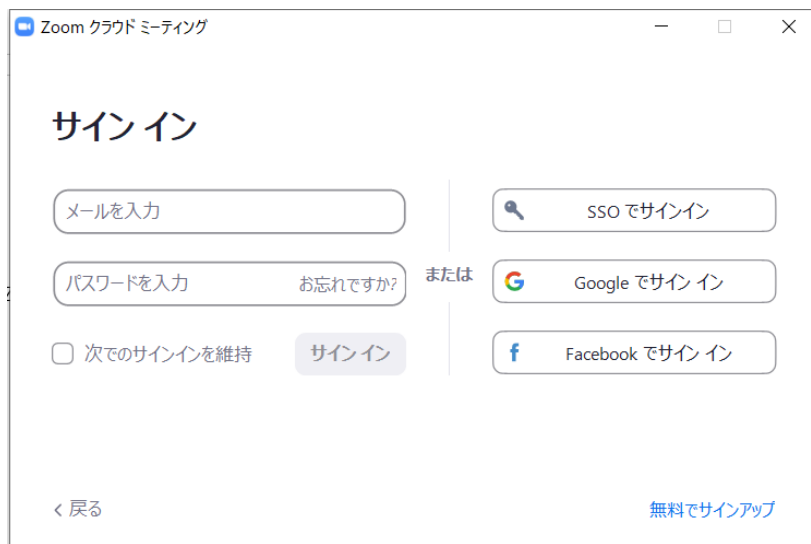 Zoom クラウド ミーティング
サイン イン
メールを入力
パスワードを入力 お忘れですか?
次でのサインインを維持 サイン イン
または
SSO でサインイン
Google でサイン イン
Facebook でサイン イン
戻る
無料でサインアップ